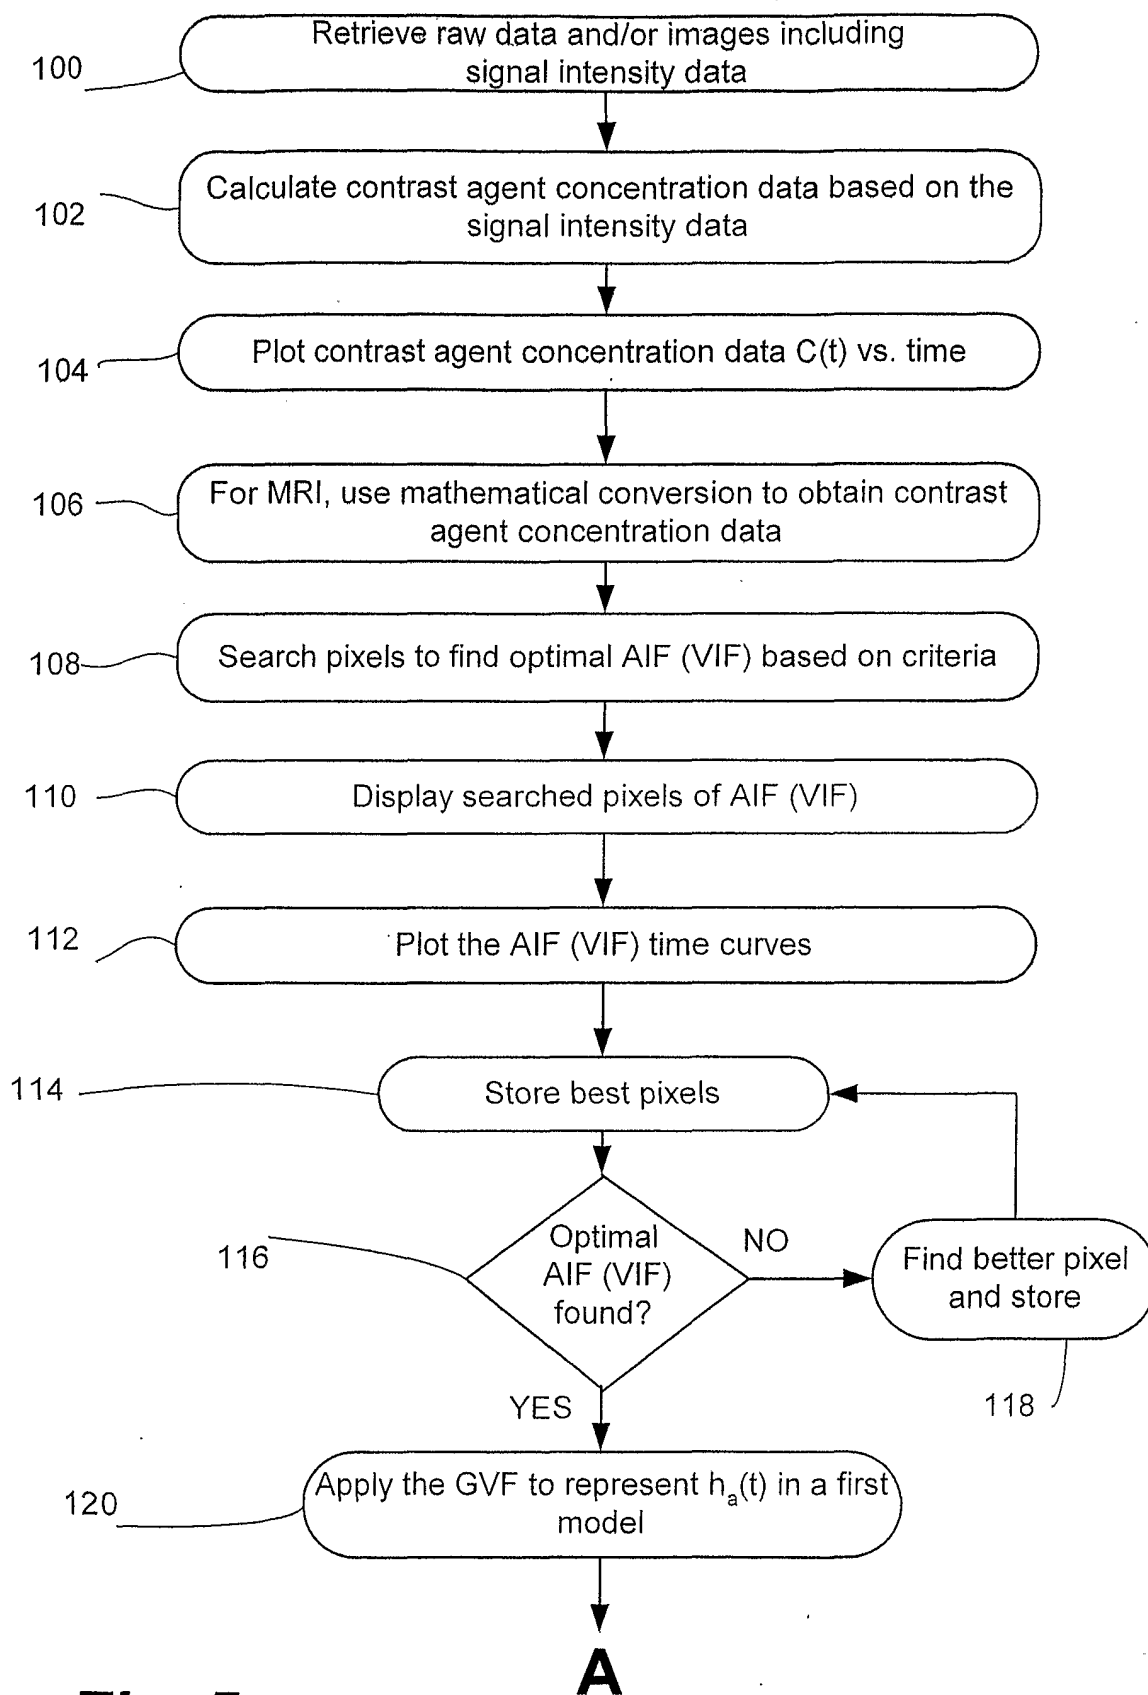 Retrieve raw data and/or images including
signal intensity data
100
Calculate contrast agent concentration data based on the
signal intensity data
102
Plot contrast agent concentration data C(t) vs. time
104
For MRI, use mathematical conversion to obtain contrast
agent concentration data
106
Search pixels to find optimal AIF (VIF) based on criteria
108
Display searched pixels of AIF (VIF)
110
Plot the AIF (VIF) time curves
112
Store best pixels
114
Optimal
AIF (VIF)
found?
116
NO
Find better pixel
and store
118
YES
Apply the GVF to represent hₐ(t) in a first
model
120
A